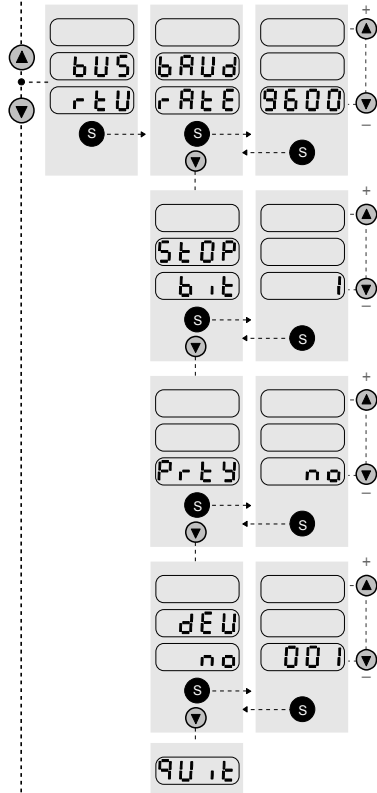 +
bUS
bAUd
rtU
rAtE
9600
S
S
−
S
+
StOP
bit
1
−
S
S
+
PrtY
no
−
S
S
+
dEU
no
001
−
S
S
qUit